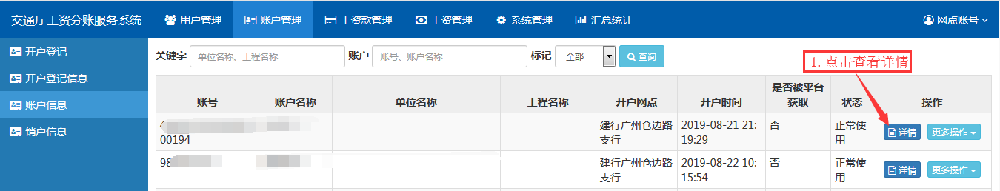 交通厅工资分账服务系统 用户管理 账户管理 工资款管理 工资管理 系统管理 汇总统计 网点账号
开户登记
开户登记信息
账户信息
销户信息
关键字 单位名称、工程名称 账户 账号、账户名称 标记 全部 查询
1. 点击查看详情
账号 账户名称 单位名称 工程名称 开户网点 开户时间 是否被平台 状态 操作
获取
建行广州仓边路 2019-08-21 21: 否 正常使 详情 更多操作
00194 支行 19:29 用
98 建行广州仓边路 2019-08-22 10: 否 正常使 详情 更多操作
支行 15:54 用